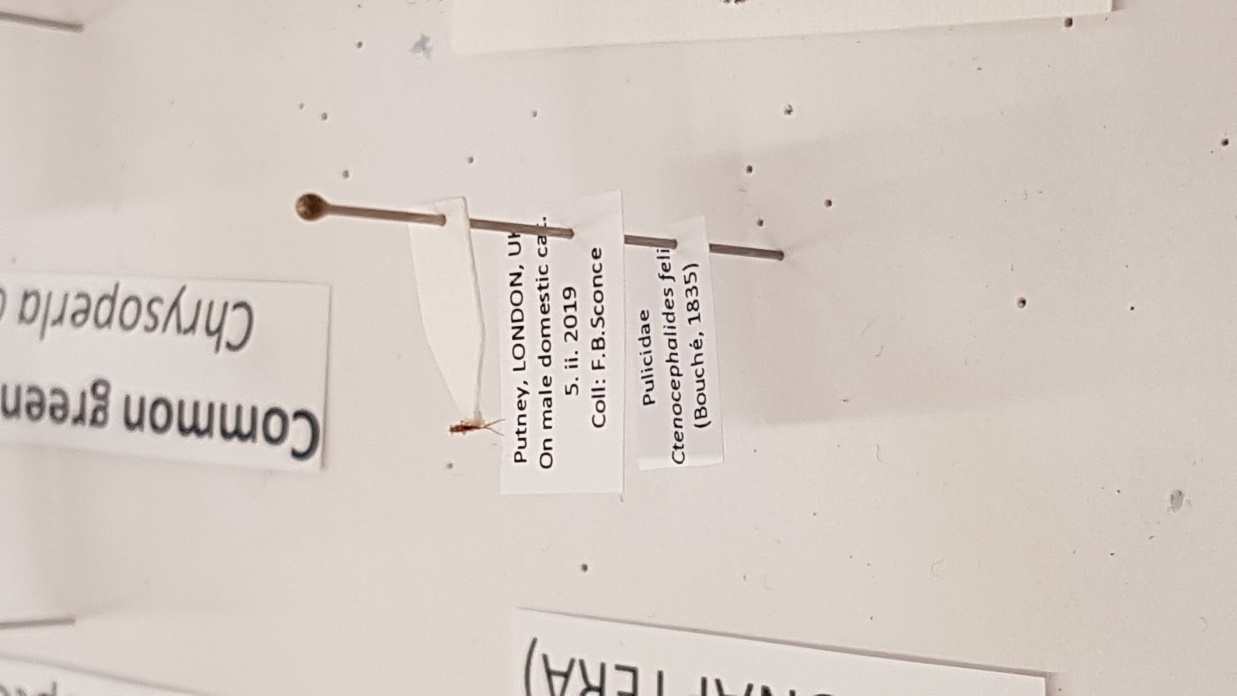 Putney, LONDON, UK
On male domestic cat.
5. ii. 2019
Coll: F.B.Sconce
Pulicidae
Ctenocephalides feli
(Bouché, 1835)
Common green
Chrysoperla